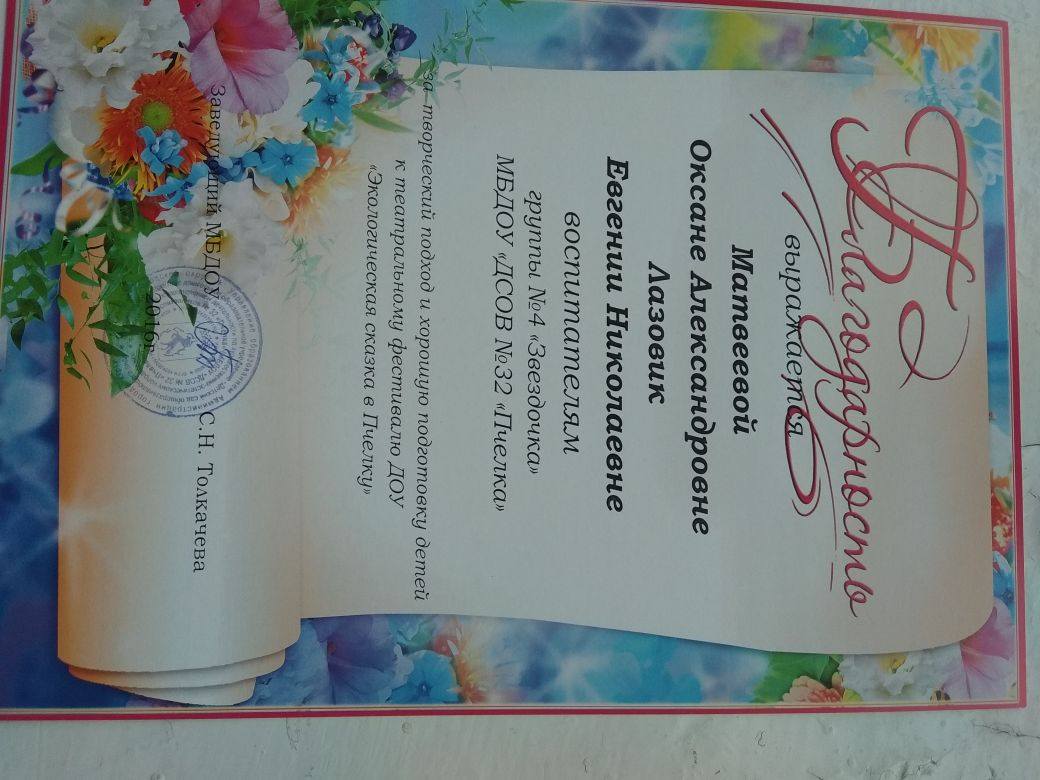 Благодарность
выражается
Матвеевой
Оксане Александровне
Лазовик
Евгении Николаевне
воспитателям
группы №4 «Звездочка»
МБДОУ «ДСОВ №32 «Пчелка»
за творческий подход и хорошую подготовку детей
к театральному фестивалю ДОУ
«Экологическая сказка в Пчелку»
Заведующий МБДОУ С.Н. Толкачева
2016г